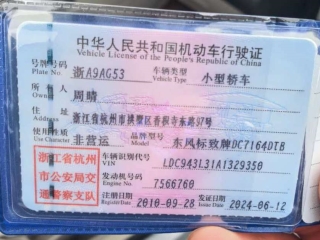 中华人民共和国机动车行驶证
Vehicle License of the People's Republic of China
号牌号码 浙A9AG53 车辆类型 小型轿车
Plate No. Vehicle Type
所有人 周晴
Owner
住址 浙江省杭州市拱墅区香积寺东路97号
Address
使用性质 非营运 品牌型号 东风标致牌DC7164DTB
Use Character Model
浙江省杭州 车辆识别代号 LDC943L31A1329350
VIN
市公安局交 发动机号码 7566760
Engine No.
通警察支队 注册日期 2010-09-28 发证日期 2024-06-12
Register Date Issue Date